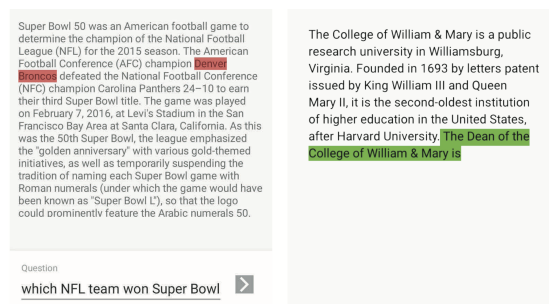 Super Bowl 50 was an American football game to
determine the champion of the National Football
League (NFL) for the 2015 season. The American
Football Conference (AFC) champion Denver
Broncos defeated the National Football Conference
(NFC) champion Carolina Panthers 24–10 to earn
their third Super Bowl title. The game was played
on February 7, 2016, at Levi's Stadium in the San
Francisco Bay Area at Santa Clara, California. As this
was the 50th Super Bowl, the league emphasized
the "golden anniversary" with various gold-themed
initiatives, as well as temporarily suspending the
tradition of naming each Super Bowl game with
Roman numerals (under which the game would have
been known as "Super Bowl L"), so that the logo
could prominently feature the Arabic numerals 50.
Question
which NFL team won Super Bowl
The College of William & Mary is a public
research university in Williamsburg,
Virginia. Founded in 1693 by letters patent
issued by King William III and Queen
Mary II, it is the second-oldest institution
of higher education in the United States,
after Harvard University. The Dean of the
College of William & Mary is